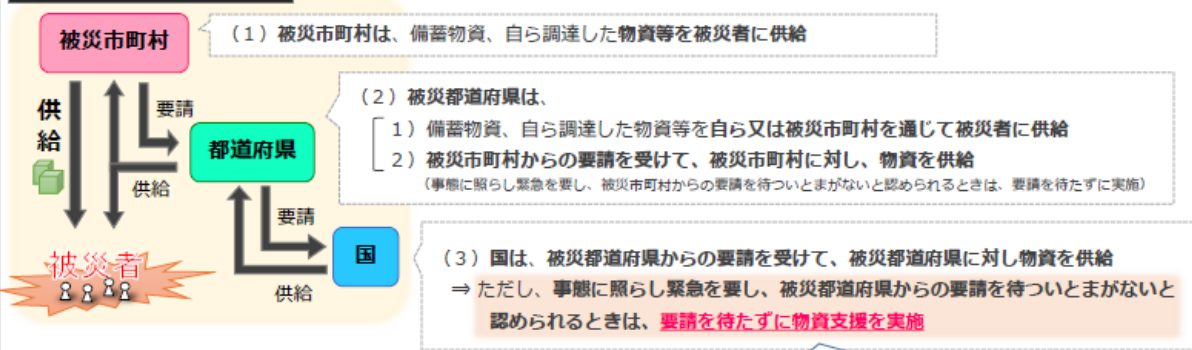 被災市町村
（１）被災市町村は、備蓄物資、自ら調達した物資等を被災者に供給
供給
要請
（２）被災都道府県は、
１）備蓄物資、自ら調達した物資等を自ら又は被災市町村を通じて被災者に供給
都道府県
２）被災市町村からの要請を受けて、被災市町村に対し、物資を供給
（事態に照らし緊急を要し、被災市町村からの要請を待ついとまがないと認められるときは、要請を待たずに実施）
供給
要請
国
（３）国は、被災都道府県からの要請を受けて、被災都道府県に対し物資を供給
⇒ ただし、事態に照らし緊急を要し、被災都道府県からの要請を待ついとまがないと
認められるときは、要請を待たずに物資支援を実施
被災者
供給